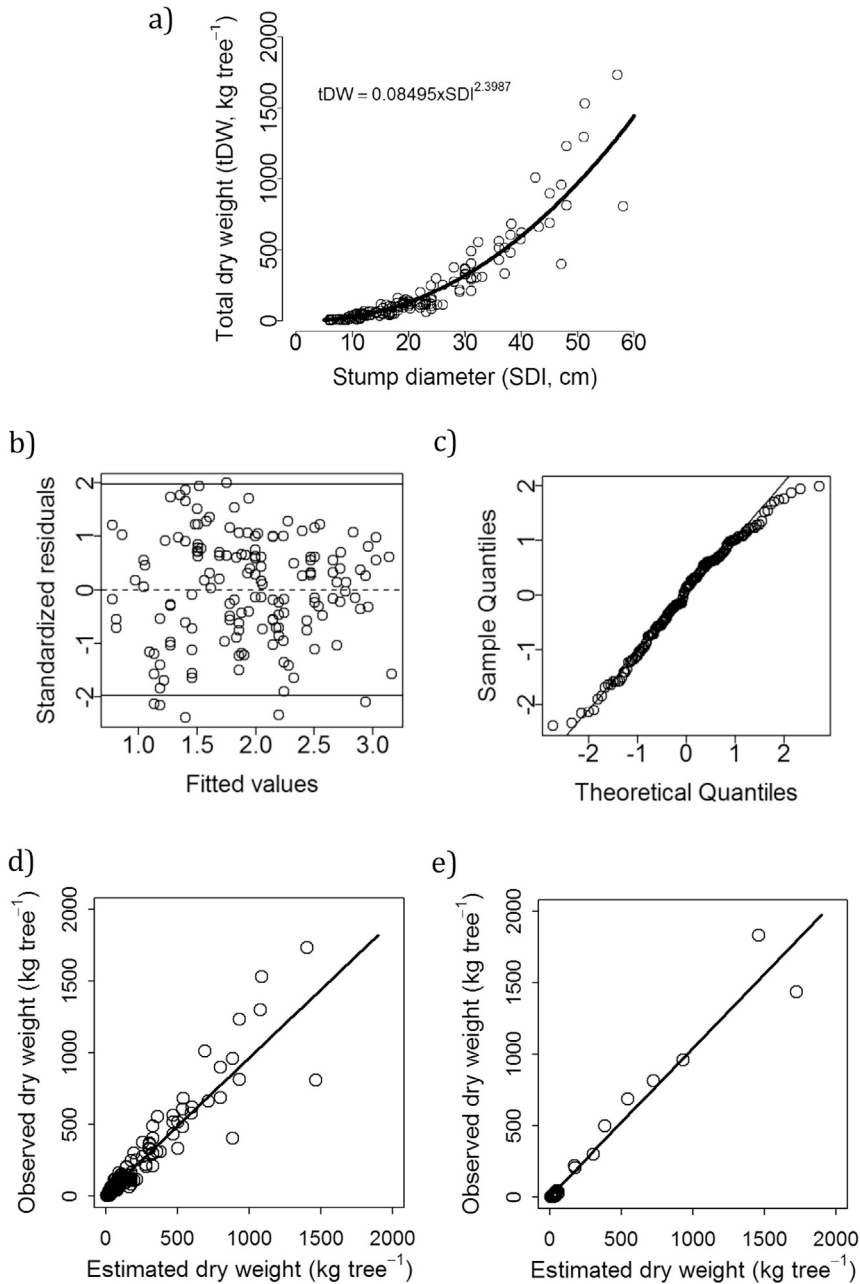 a)
Total dry weight (tDW, kg tree⁻¹)
2000
1500
1000
500
0
tDW = 0.08495xSDI^2.3987
0 10 20 30 40 50 60
Stump diameter (SDI, cm)
b)
Standardized residuals
2
1
0
-1
-2
1.0 1.5 2.0 2.5 3.0
Fitted values
c)
Sample Quantiles
2
1
0
-1
-2
-2 -1 0 1 2
Theoretical Quantiles
d)
Observed dry weight (kg tree⁻¹)
2000
1500
1000
500
0
0 500 1000 1500 2000
Estimated dry weight (kg tree⁻¹)
e)
Observed dry weight (kg tree⁻¹)
2000
1500
1000
500
0
0 500 1000 1500 2000
Estimated dry weight (kg tree⁻¹)